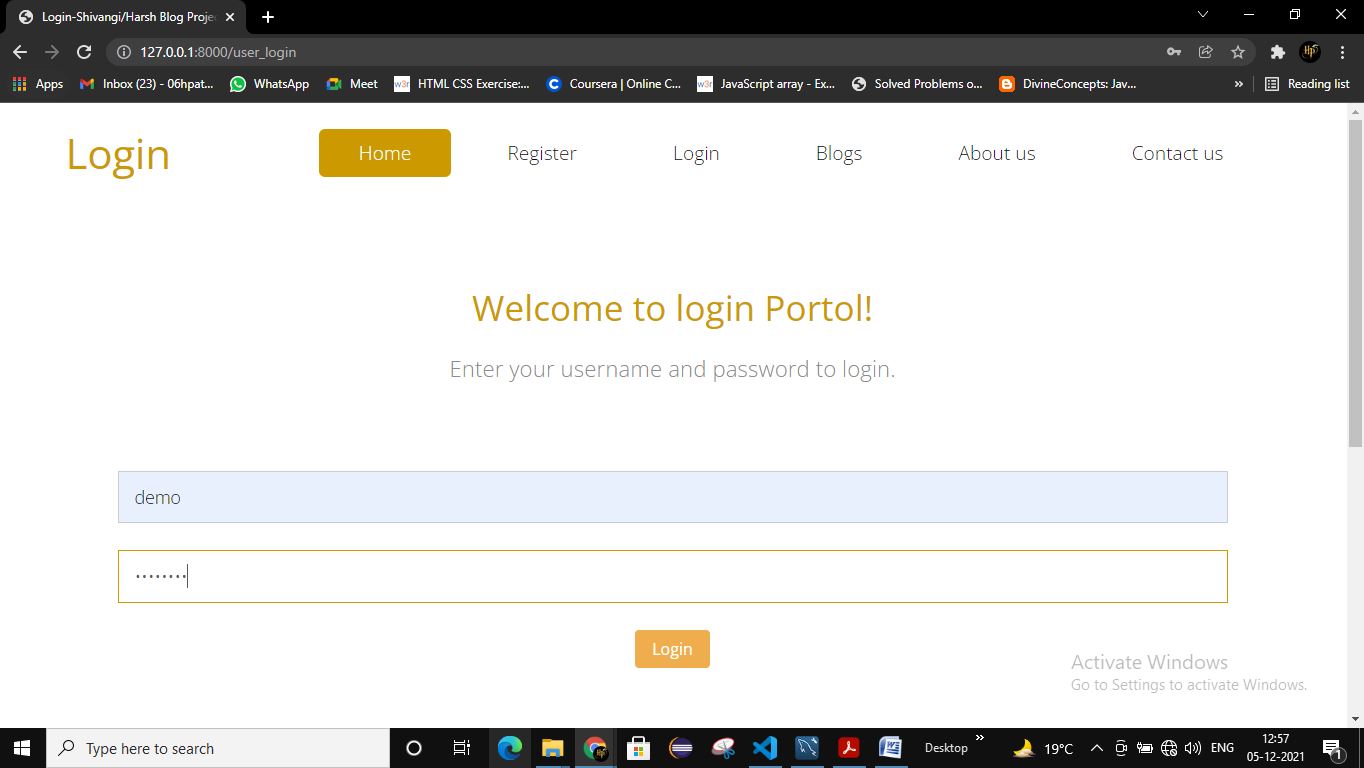 Login-Shivangi/Harsh Blog Projec
127.0.0.1:8000/user_login
Apps Inbox (23) - 06hpat... WhatsApp Meet HTML CSS Exercise:... Coursera | Online C... JavaScript array - Ex... Solved Problems o... DivineConcepts: Jav... » Reading list
Login Home Register Login Blogs About us Contact us
Welcome to login Portol!
Enter your username and password to login.
demo
········
Login
Activate Windows
Go to Settings to activate Windows.
Type here to search Desktop » 19°C ENG 12:57
05-12-2021 1